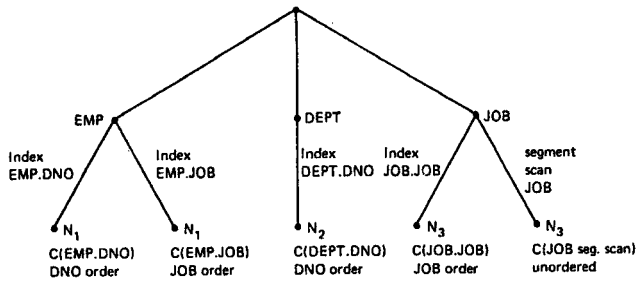 EMP
DEPT
JOB
Index
EMP.DNO
Index
EMP.JOB
Index
DEPT.DNO
Index
JOB.JOB
segment
scan
JOB
N1
C(EMP.DNO)
DNO order
N1
C(EMP.JOB)
JOB order
N2
C(DEPT.DNO)
DNO order
N3
C(JOB.JOB)
JOB order
N3
C(JOB seg. scan)
unordered